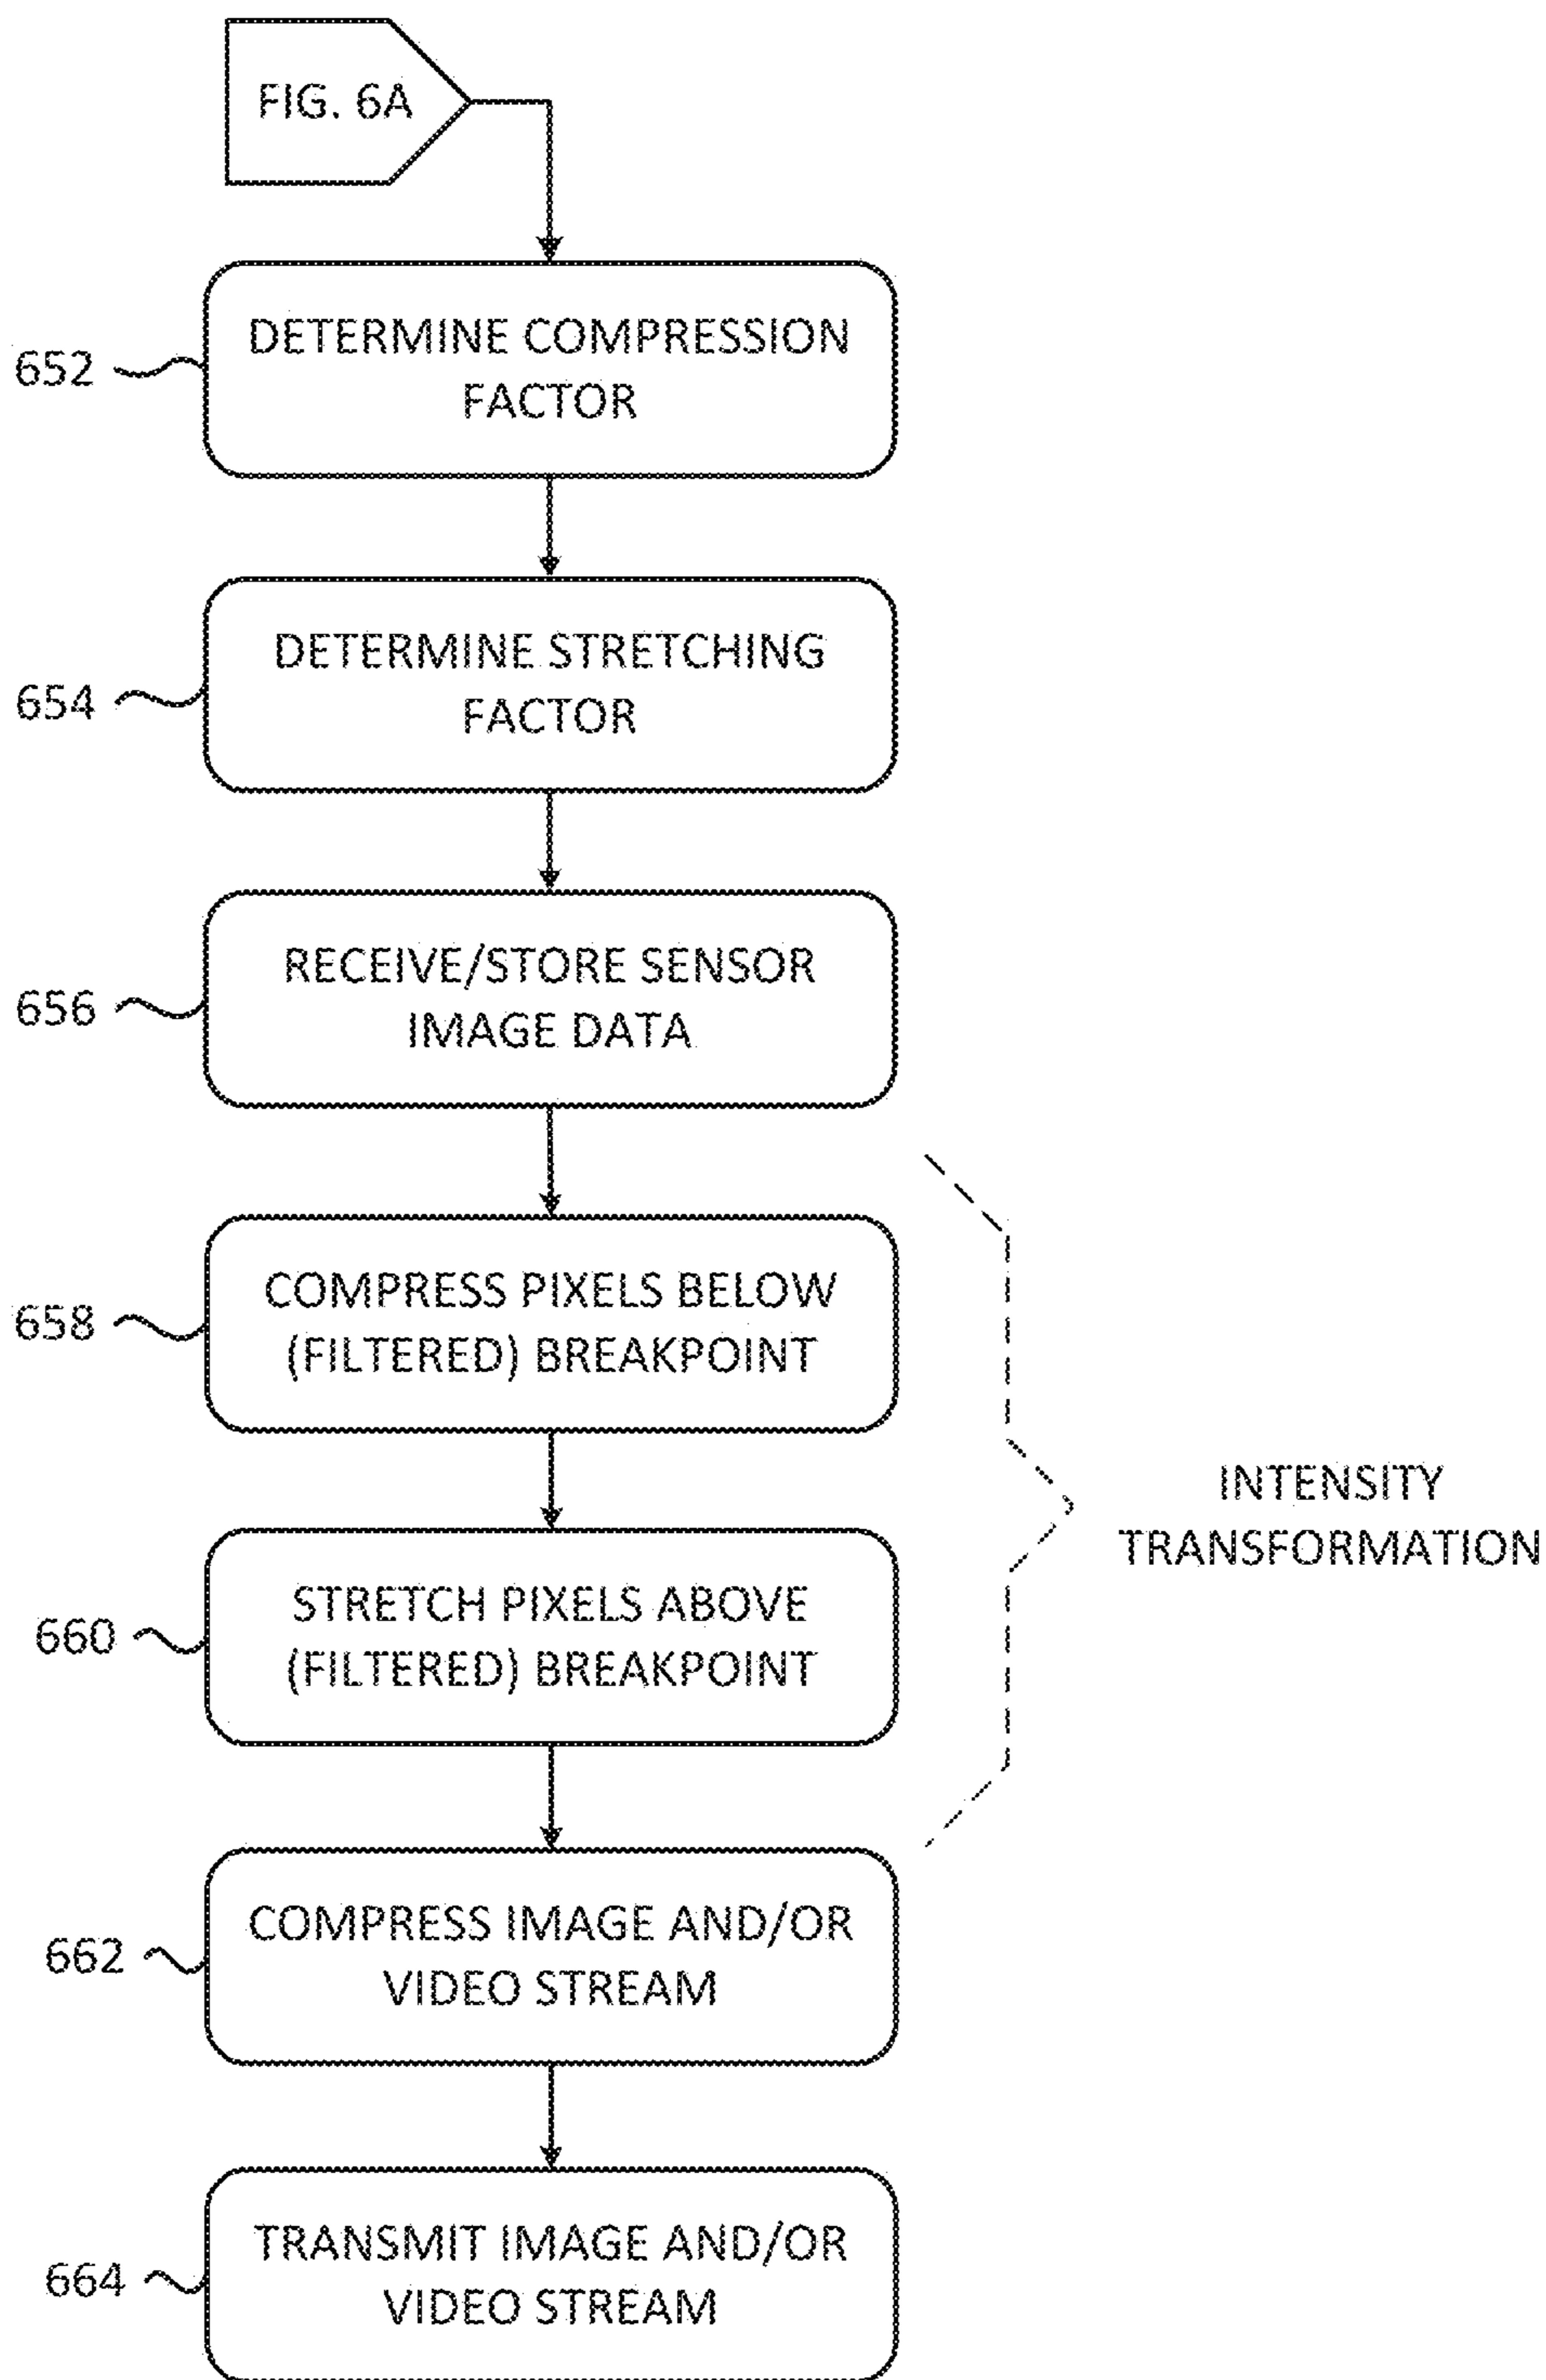 FIG. 6A
652
DETERMINE COMPRESSION
FACTOR
654
DETERMINE STRETCHING
FACTOR
656
RECEIVE/STORE SENSOR
IMAGE DATA
658
COMPRESS PIXELS BELOW
(FILTERED) BREAKPOINT
INTENSITY
TRANSFORMATION
660
STRETCH PIXELS ABOVE
(FILTERED) BREAKPOINT
662
COMPRESS IMAGE AND/OR
VIDEO STREAM
664
TRANSMIT IMAGE AND/OR
VIDEO STREAM